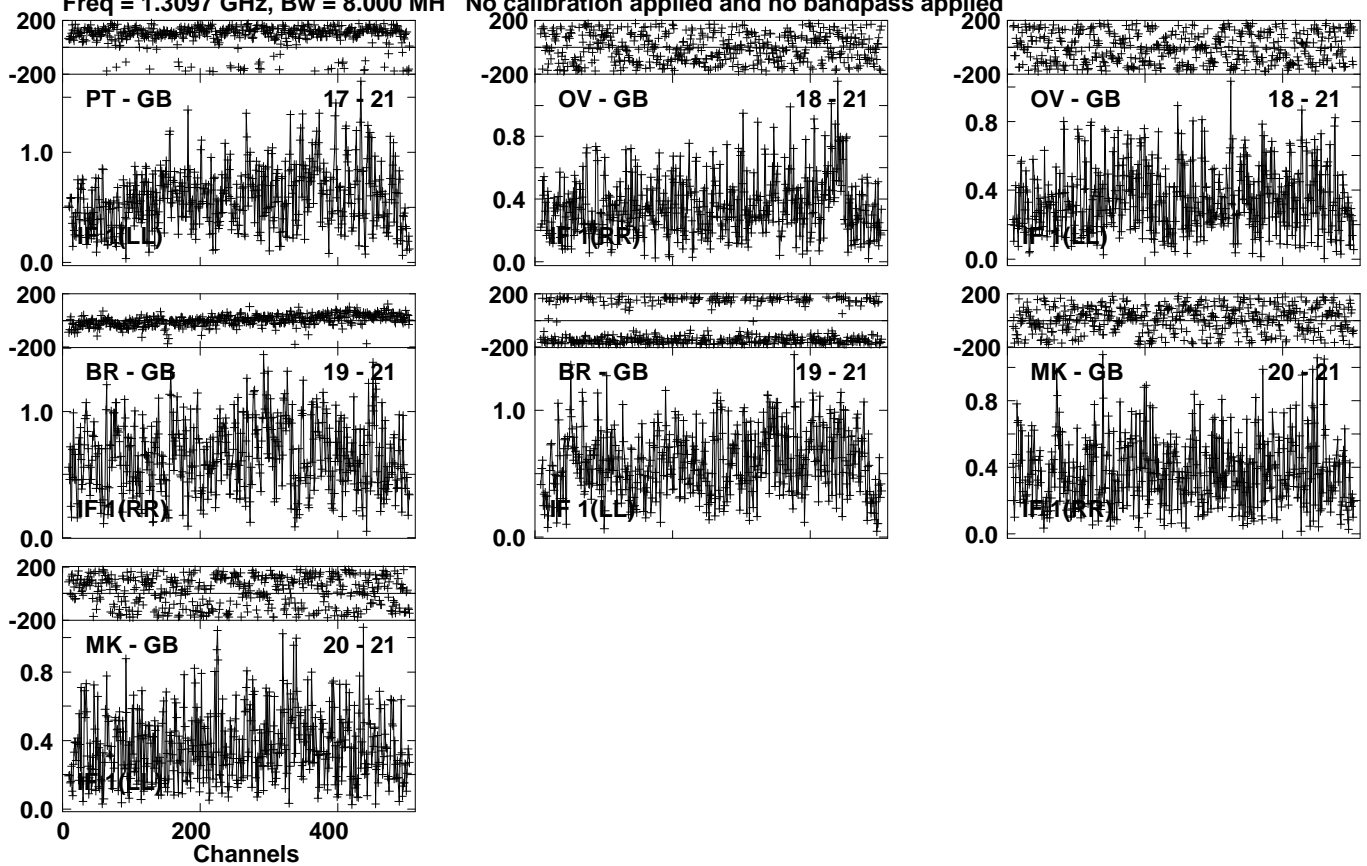 Freq = 1.3097 GHz, Bw = 8.000 MH No calibration applied and no bandpass applied
200
-200
PT - GB 17 - 21
1.0
IF 1(LL)
0.0
200
-200
OV - GB 18 - 21
0.8
0.4
IF 1(RR)
0.0
200
-200
OV - GB 18 - 21
0.8
0.4
IF 1(LL)
0.0
200
-200
BR - GB 19 - 21
1.0
IF 1(RR)
0.0
200
-200
BR - GB 19 - 21
1.0
IF 1(LL)
0.0
200
-200
MK - GB 20 - 21
0.8
0.4
IF 1(RR)
0.0
200
-200
MK - GB 20 - 21
0.8
0.4
IF 1(LL)
0.0
0 200 400
Channels